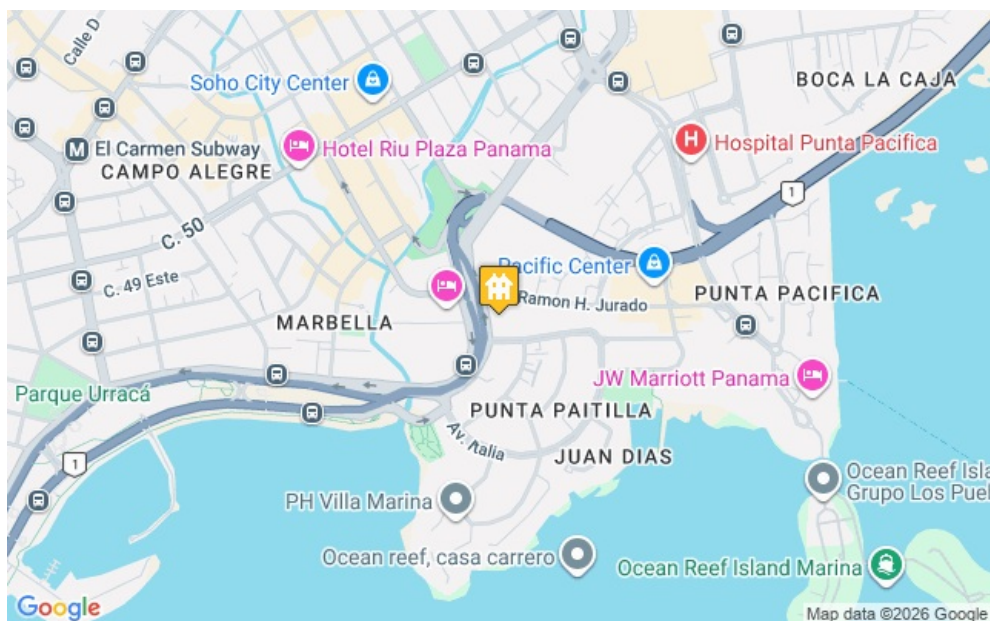 Calle D
Soho City Center
BOCA LA CAJA
M
El Carmen Subway
CAMPO ALEGRE
Hotel Riu Plaza Panama
H
Hospital Punta Pacifica
1
C. 50
Pacific Center
C. 49 Este
Ramon H. Jurado
PUNTA PACIFICA
MARBELLA
JW Marriott Panama
Parque Urracá
PUNTA PAITILLA
Av. Italia
JUAN DIAS
1
Ocean Reef Isla
Grupo Los Puel
PH Villa Marina
Ocean reef, casa carrero
Ocean Reef Island Marina
Google
Map data ©2026 Google